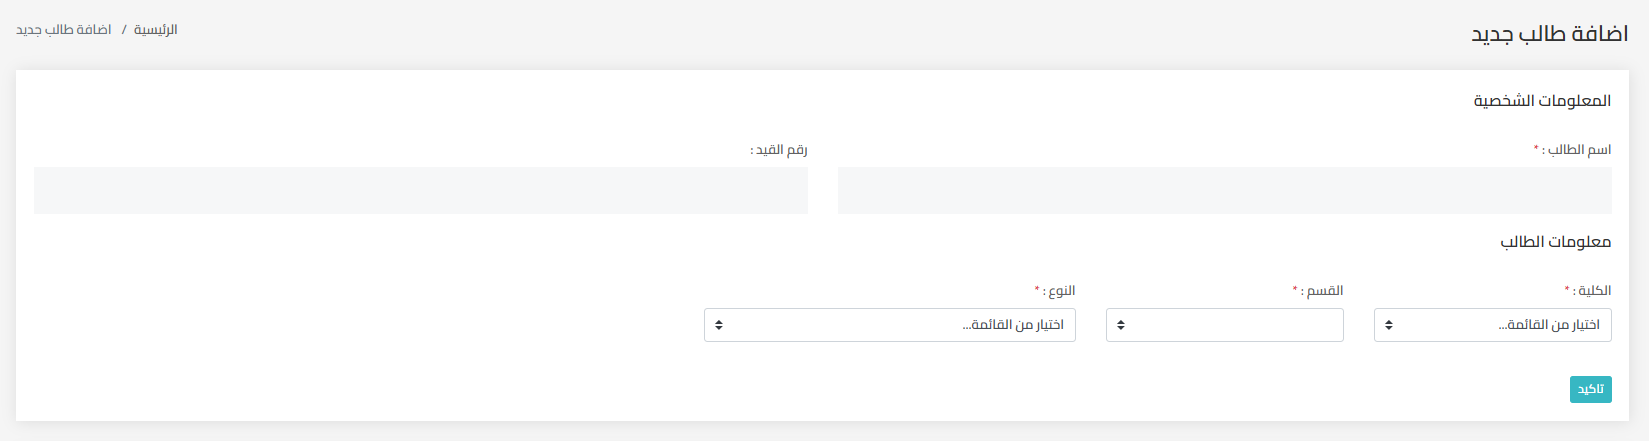 اضافة طالب جديد
الرئيسية / اضافة طالب جديد
المعلومات الشخصية
اسم الطالب : *
رقم القيد :
معلومات الطالب
الكلية : *
القسم : *
النوع : *
اختيار من القائمة...
اختيار من القائمة...
تاكيد